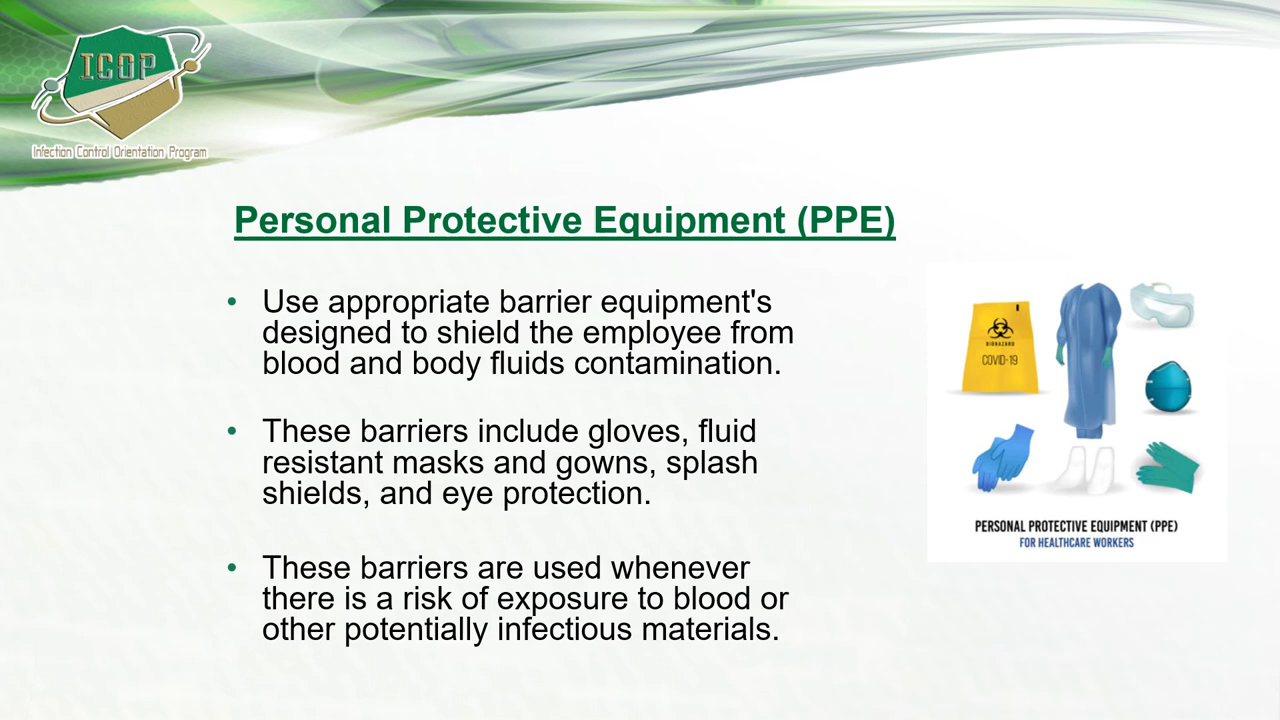 ICOP
Infection Control Orientation Program
Personal Protective Equipment (PPE)
• Use appropriate barrier equipment's
designed to shield the employee from
blood and body fluids contamination.
• These barriers include gloves, fluid
resistant masks and gowns, splash
shields, and eye protection.
• These barriers are used whenever
there is a risk of exposure to blood or
other potentially infectious materials.
BIOHAZARD
COVID-19
PERSONAL PROTECTIVE EQUIPMENT (PPE)
FOR HEALTHCARE WORKERS